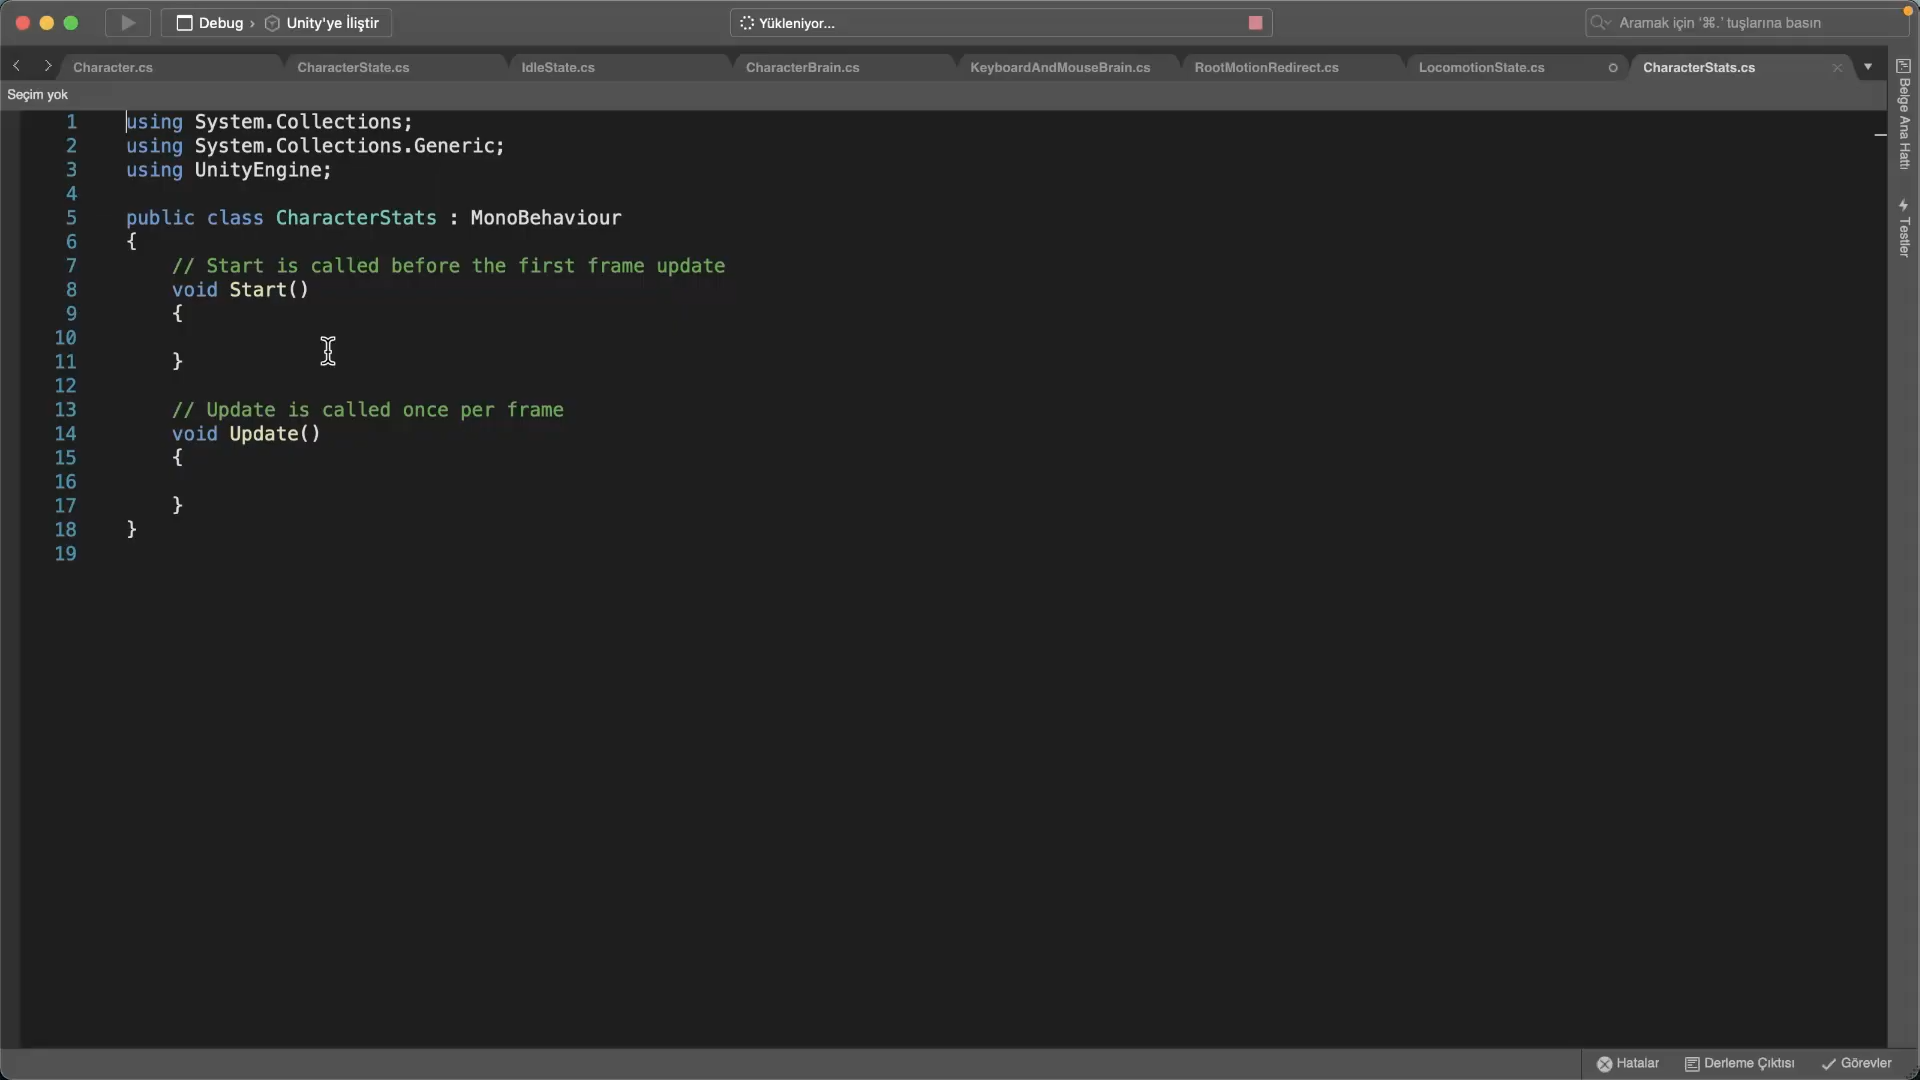 Debug › Unity'ye İliştir
Yükleniyor...
Aramak için '⌘.' tuşlarına basın
Character.cs
CharacterState.cs
IdleState.cs
CharacterBrain.cs
KeyboardAndMouseBrain.cs
RootMotionRedirect.cs
LocomotionState.cs
CharacterStats.cs
Seçim yok
1 using System.Collections;
2 using System.Collections.Generic;
3 using UnityEngine;
4
5 public class CharacterStats : MonoBehaviour
6 {
7 // Start is called before the first frame update
8 void Start()
9 {
10
11 }
12
13 // Update is called once per frame
14 void Update()
15 {
16
17 }
18 }
19
Belge Ana Hattı
Testler
Hatalar
Derleme Çıktısı
Görevler